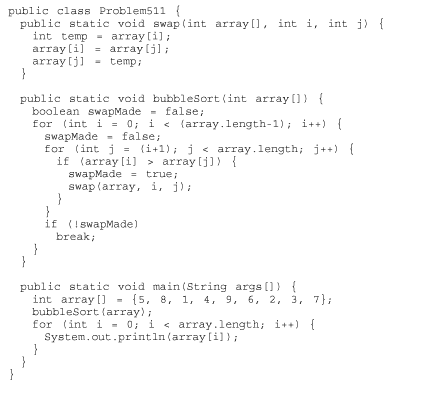 public class Problem511 {
  public static void swap(int array[], int i, int j) {
    int temp = array[i];
    array[i] = array[j];
    array[j] = temp;
  }

  public static void bubbleSort(int array[]) {
    boolean swapMade = false;
    for (int i = 0; i < (array.length-1); i++) {
      swapMade = false;
      for (int j = (i+1); j < array.length; j++) {
        if (array[i] > array[j]) {
          swapMade = true;
          swap(array, i, j);
        }
      }
      if (!swapMade)
        break;
    }
  }

  public static void main(String args[]) {
    int array[] = {5, 8, 1, 4, 9, 6, 2, 3, 7};
    bubbleSort(array);
    for (int i = 0; i < array.length; i++) {
      System.out.println(array[i]);
    }
  }
}